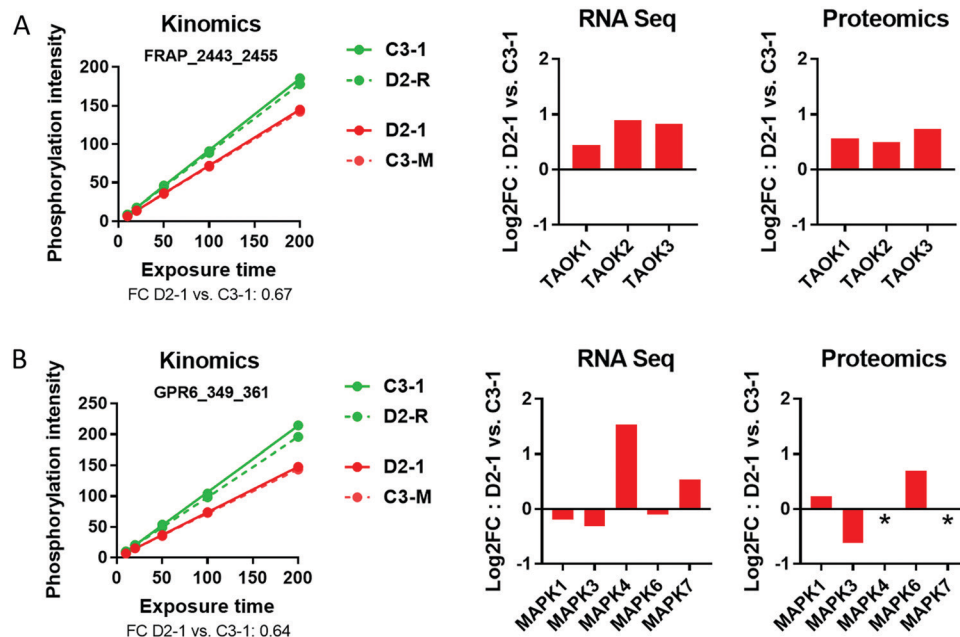 A
Kinomics
FRAP_2443_2455
Phosphorylation intensity
200
150
100
50
0
0 50 100 150 200
Exposure time
FC D2-1 vs. C3-1: 0.67
C3-1
D2-R
D2-1
C3-M
RNA Seq
Log2FC : D2-1 vs. C3-1
2
1
0
-1
TAOK1
TAOK2
TAOK3
Proteomics
Log2FC : D2-1 vs. C3-1
2
1
0
-1
TAOK1
TAOK2
TAOK3
B
Kinomics
GPR6_349_361
Phosphorylation intensity
250
200
150
100
50
0
0 50 100 150 200
Exposure time
FC D2-1 vs. C3-1: 0.64
C3-1
D2-R
D2-1
C3-M
RNA Seq
Log2FC : D2-1 vs. C3-1
2
1
0
-1
MAPK1
MAPK3
MAPK4
MAPK6
MAPK7
Proteomics
Log2FC : D2-1 vs. C3-1
2
1
0
-1
* *
MAPK1
MAPK3
MAPK4
MAPK6
MAPK7